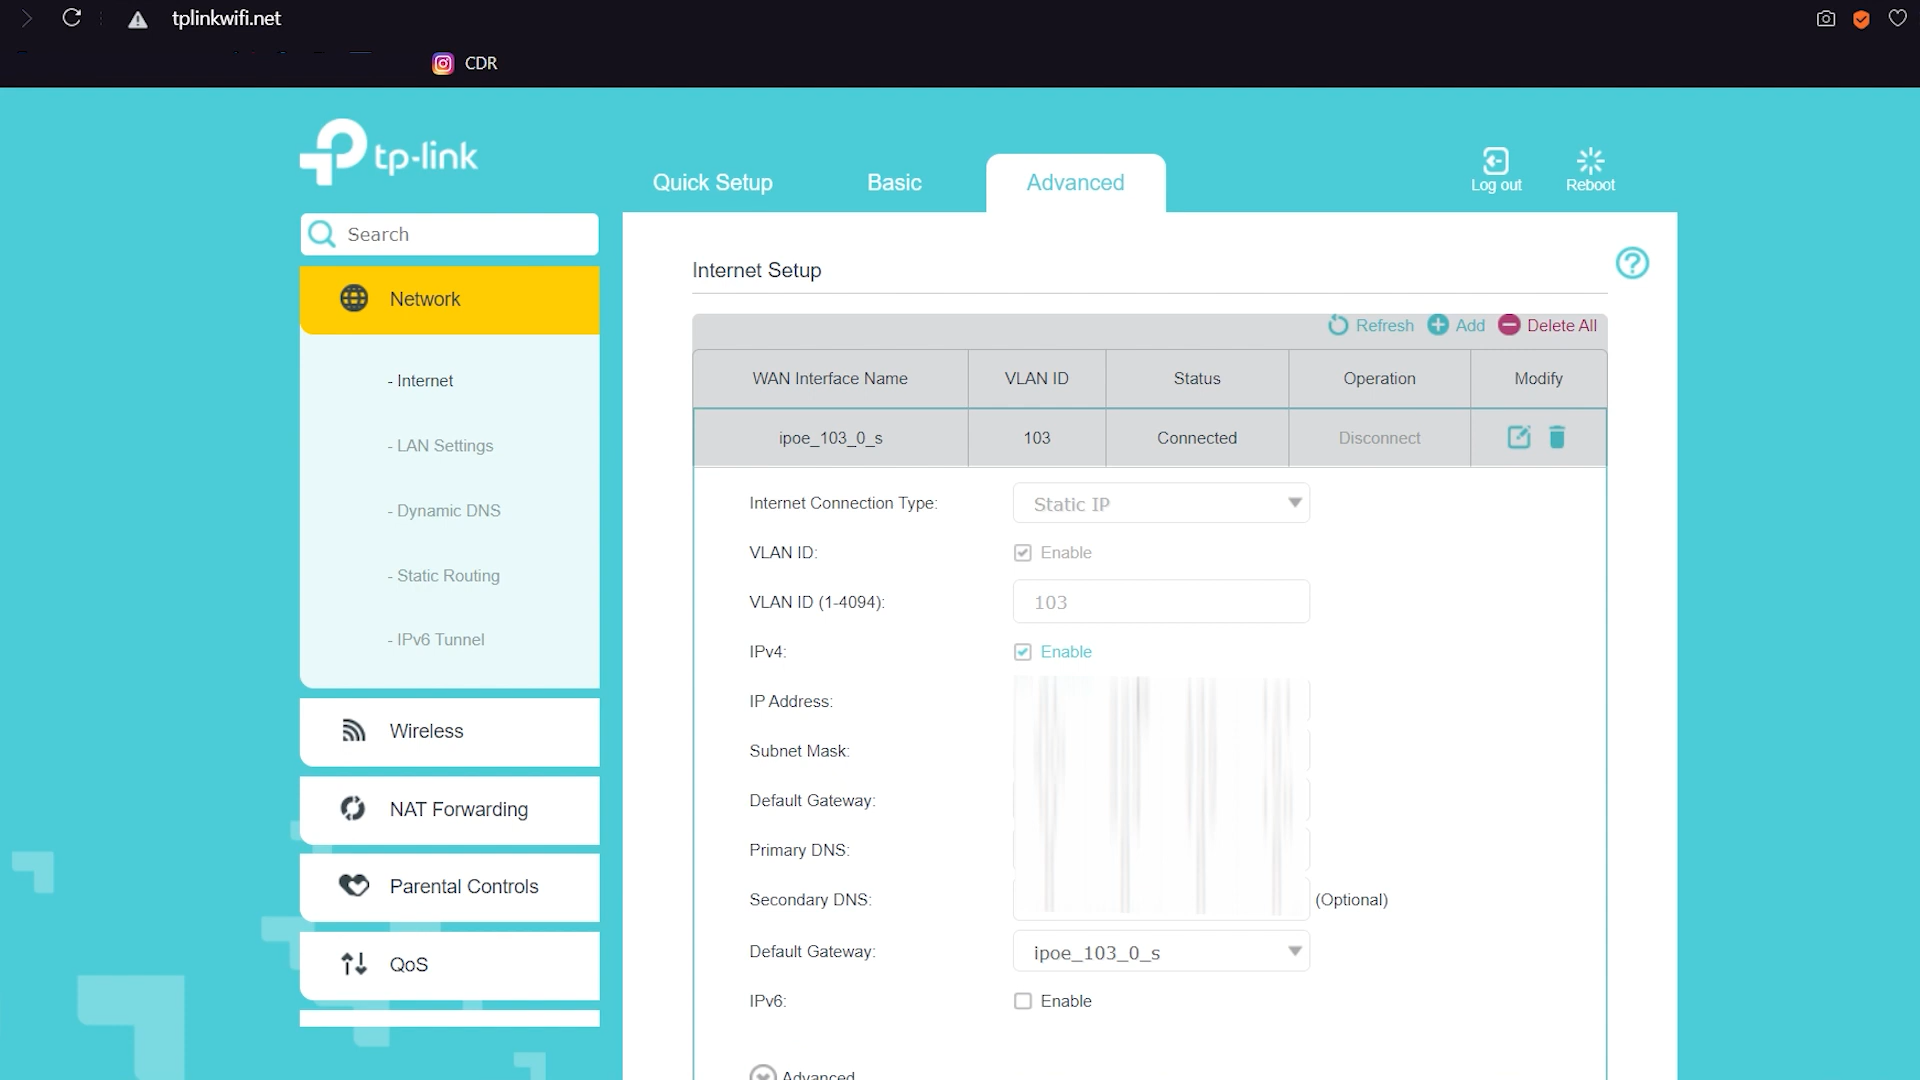 tplinkwifi.net
CDR
tp-link
Quick Setup
Basic
Advanced
Log out
Reboot
Search
Network
- Internet
- LAN Settings
- Dynamic DNS
- Static Routing
- IPv6 Tunnel
Wireless
NAT Forwarding
Parental Controls
QoS
Internet Setup
Refresh Add Delete All
WAN Interface Name VLAN ID Status Operation Modify
ipoe_103_0_s 103 Connected Disconnect
Internet Connection Type: Static IP
VLAN ID: Enable
VLAN ID (1-4094): 103
IPv4: Enable
IP Address:
Subnet Mask:
Default Gateway:
Primary DNS:
Secondary DNS: (Optional)
Default Gateway: ipoe_103_0_s
IPv6: Enable
Advanced